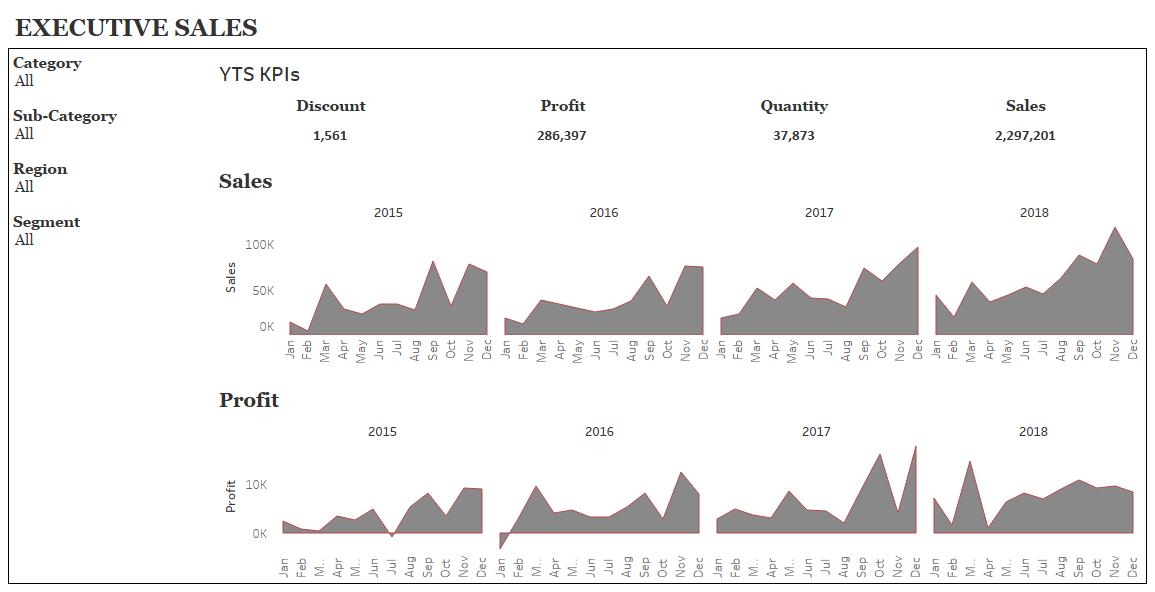 EXECUTIVE SALES
Category
All
Sub-Category
All
Region
All
Segment
All
YTS KPIs
Discount Profit Quantity Sales
1,561 286,397 37,873 2,297,201
Sales
2015 2016 2017 2018
Sales
100K
50K
0K
Jan Feb Mar Apr May Jun Jul Aug Sep Oct Nov Dec Jan Feb Mar Apr May Jun Jul Aug Sep Oct Nov Dec Jan Feb Mar Apr May Jun Jul Aug Sep Oct Nov Dec Jan Feb Mar Apr May Jun Jul Aug Sep Oct Nov Dec
Profit
2015 2016 2017 2018
Profit
10K
0K
Jan Feb M.. Apr M.. Jun Jul Aug Sep Oct Nov Dec Jan Feb M.. Apr M.. Jun Jul Aug Sep Oct Nov Dec Jan Feb M.. Apr M.. Jun Jul Aug Sep Oct Nov Dec Jan Feb M.. Apr M.. Jun Jul Aug Sep Oct Nov Dec